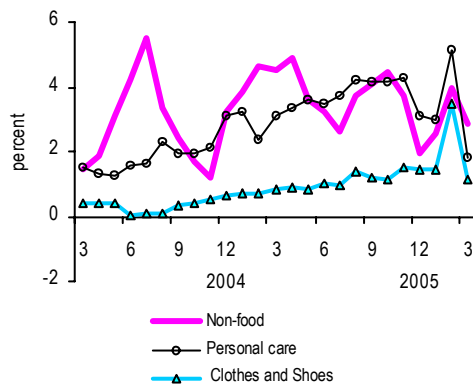 6
4
2
0
-2
percent
3 6 9 12 3 6 9 12 3
2004 2005
Non-food
Personal care
Clothes and Shoes